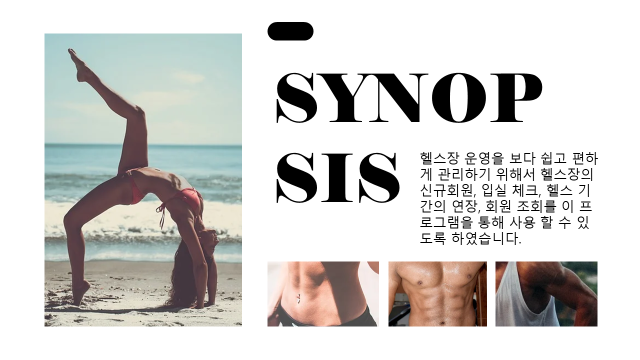 SYNOP
SIS
헬스장 운영을 보다 쉽고 편하
게 관리하기 위해서 헬스장의
신규회원, 입실 체크, 헬스 기
간의 연장, 회원 조회를 이 프
로그램을 통해 사용 할 수 있
도록 하였습니다.